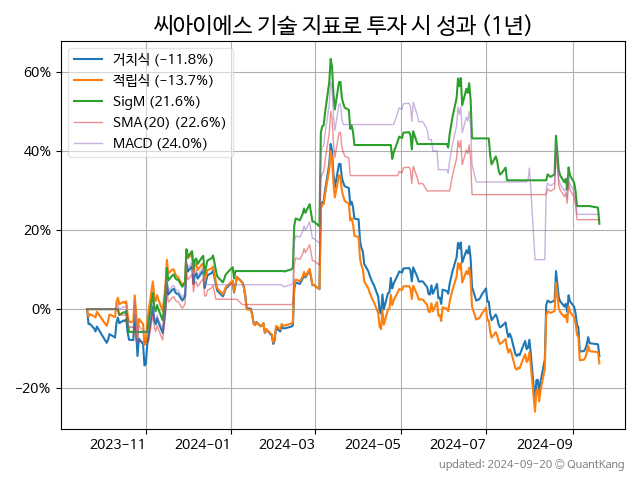 씨아이에스 기술 지표로 투자 시 성과 (1년)
거치식 (-11.8%)
적립식 (-13.7%)
SigM (21.6%)
SMA(20) (22.6%)
MACD (24.0%)
60%
40%
20%
0%
-20%
2023-11
2024-01
2024-03
2024-05
2024-07
2024-09
updated: 2024-09-20 © QuantKang